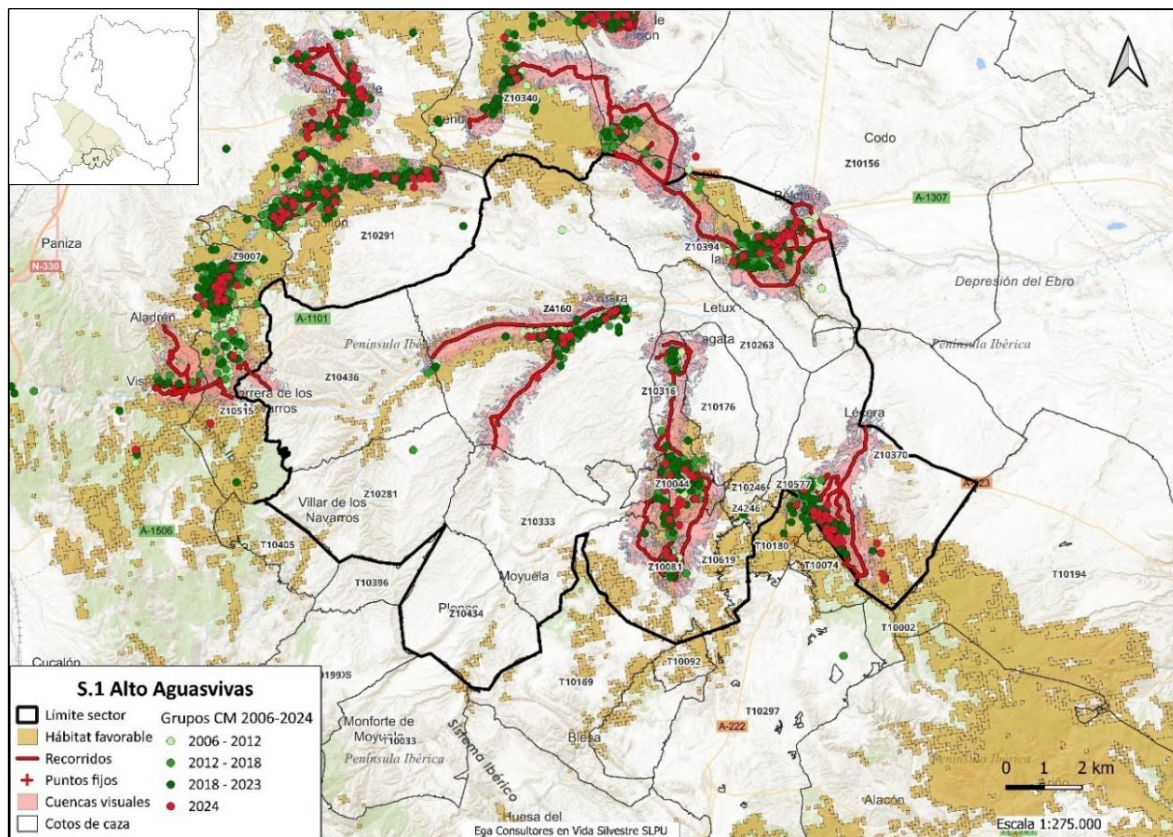 Codo
Z10340
Z10156
A-1307
Paniza
Z10291
N-330
Z9007
Z10394
Depresión del Ebro
A-1101
Aladrén
Z4160
Letux
Península Ibérica
Z10263
Z10436
Z10515
Z10316
Z10176
Lécera
Z10370
Z10281
Z10044
Z10246
Z10577
Z4246
Villar de los
Navarros
Z10333
A-1506
T10405
T10180
Z10619
Z10081
T10074
T10396
Moyuela
T10194
Z10434
T10002
Cucalón
T10092
T10169
T10297
A-222
Monforte de
Moyuela
T10033
Península Ibérica
Sistema Ibérico
Alacón
Huesa del
S.1 Alto Aguasvivas
Límite sector
Hábitat favorable
Recorridos
Puntos fijos
Cuencas visuales
Cotos de caza
Grupos CM 2006-2024
2006 - 2012
2012 - 2018
2018 - 2023
2024
0 1 2 km
Escala 1:275.000
Ega Consultores en Vida Silvestre SLPU